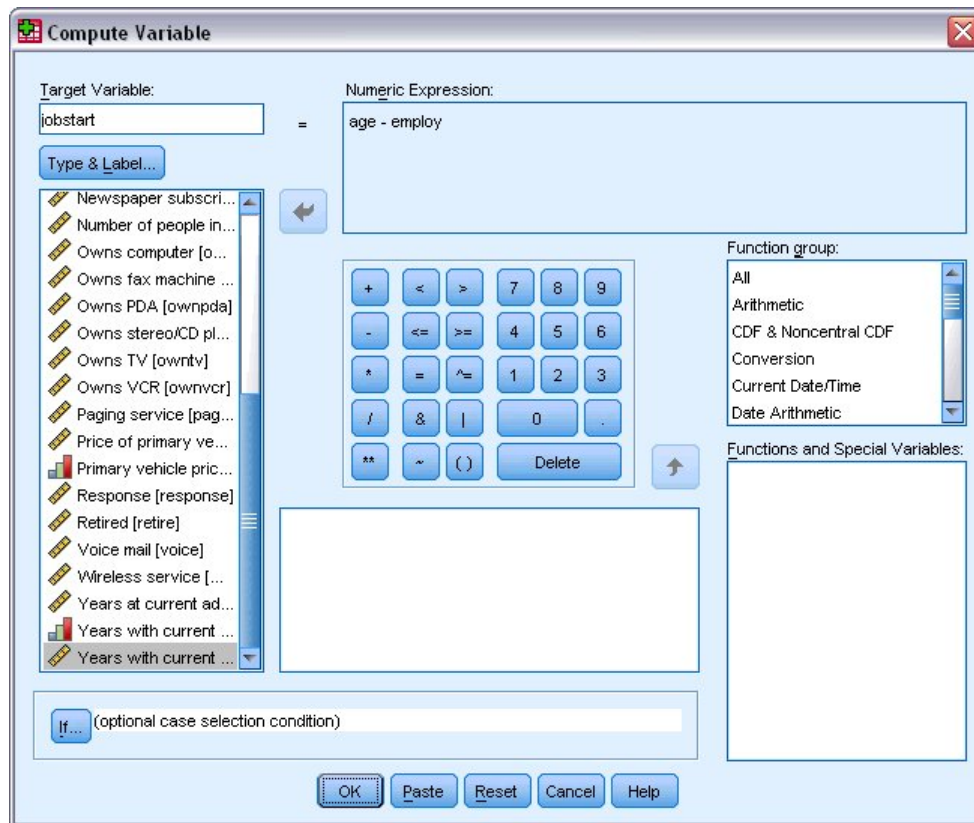 Compute Variable
Target Variable:
jobstart
=
Numeric Expression:
age - employ
Type & Label...
Newspaper subscri...
Number of people in...
Owns computer [o...
Owns fax machine ...
Owns PDA [ownpda]
Owns stereo/CD pl...
Owns TV [owntv]
Owns VCR [ownvcr]
Paging service [pag...
Price of primary ve...
Primary vehicle pric...
Response [response]
Retired [retire]
Voice mail [voice]
Wireless service [...
Years at current ad...
Years with current ...
Years with current ...
+ < > 7 8 9
- <= >= 4 5 6
* = ^= 1 2 3
/ & | 0 .
** ~ ( ) Delete
Function group:
All
Arithmetic
CDF & Noncentral CDF
Conversion
Current Date/Time
Date Arithmetic
Functions and Special Variables:
If... (optional case selection condition)
OK Paste Reset Cancel Help